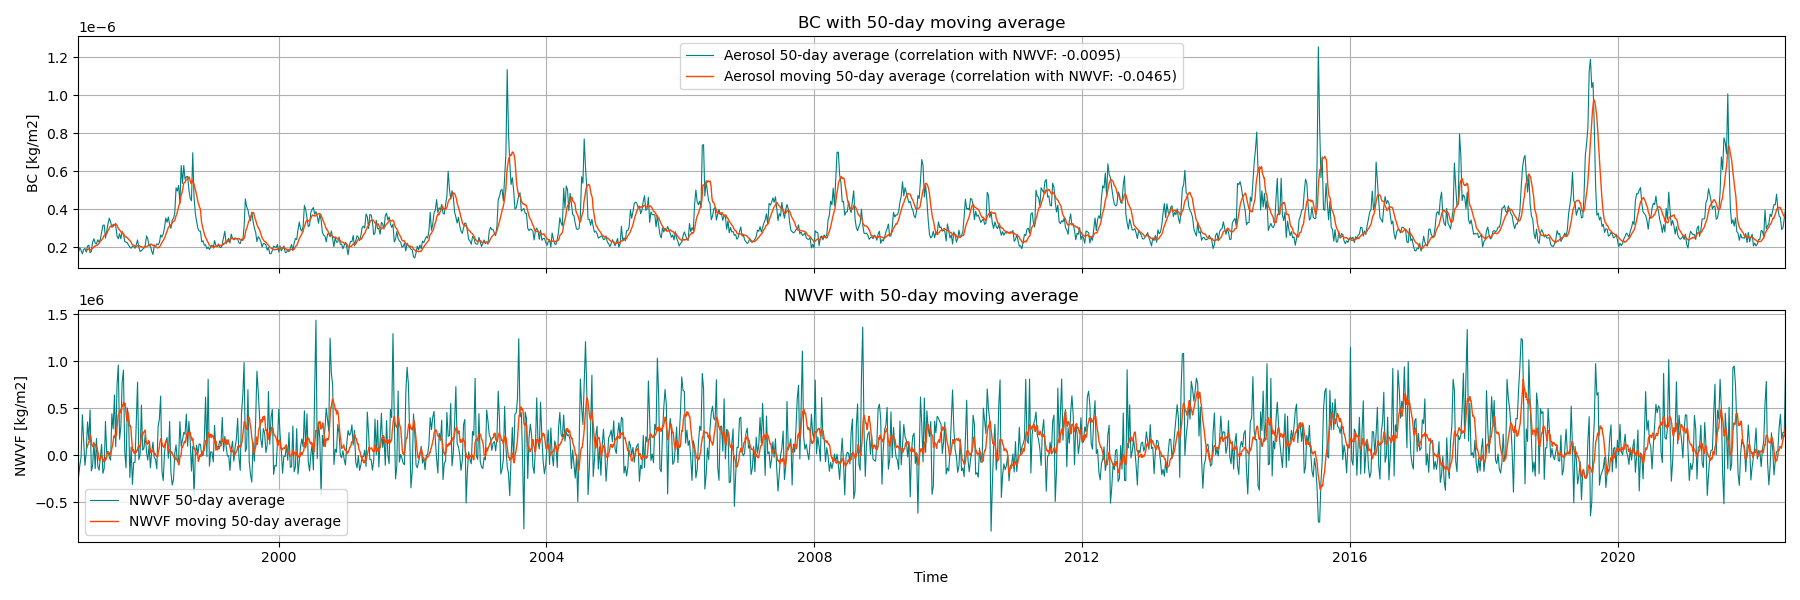 BC with 50-day moving average
1e−6
Aerosol 50-day average (correlation with NWVF: -0.0095)
Aerosol moving 50-day average (correlation with NWVF: -0.0465)
BC [kg/m2]
1.2
1.0
0.8
0.6
0.4
0.2
NWVF with 50-day moving average
1e6
NWVF [kg/m2]
1.5
1.0
0.5
0.0
−0.5
NWVF 50-day average
NWVF moving 50-day average
2000 2004 2008 2012 2016 2020
Time